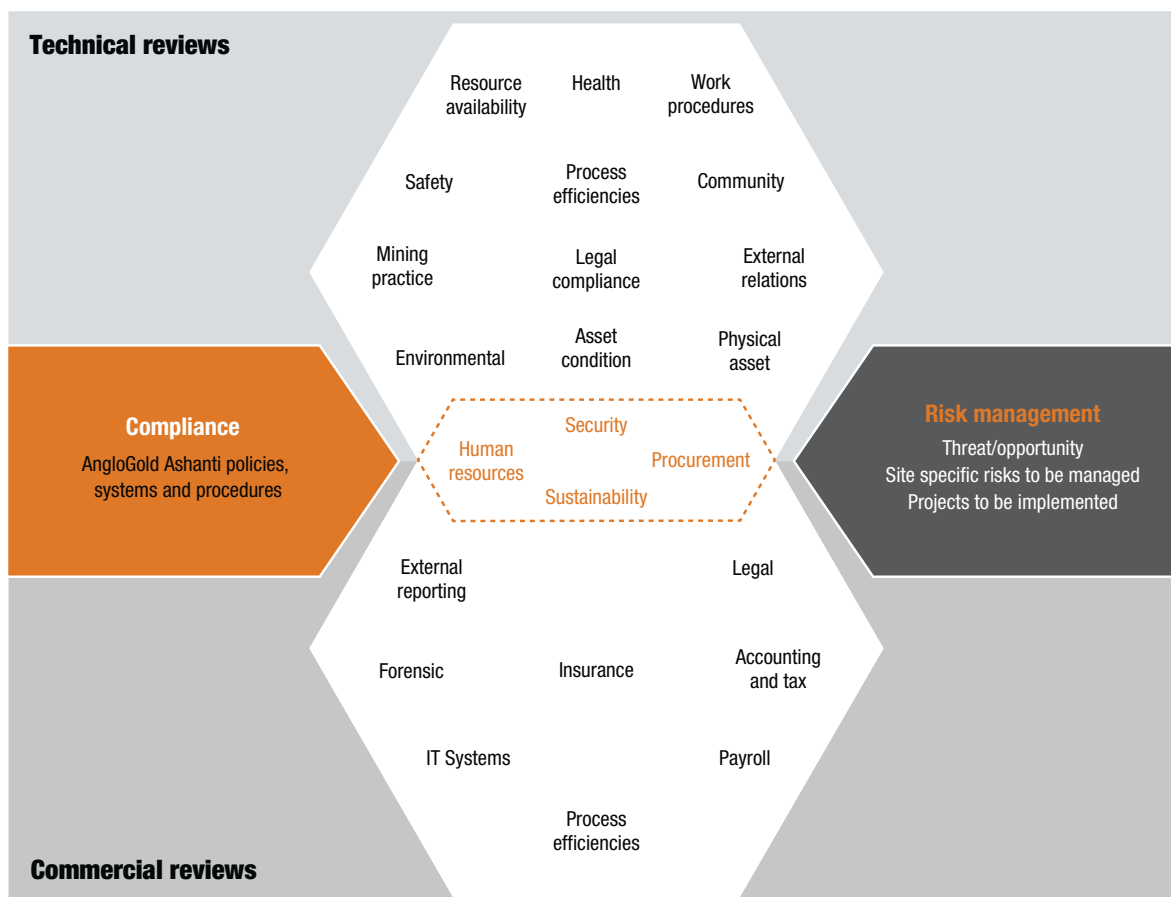 Technical reviews
Resource
availability
Health
Work
procedures
Safety
Process
efficiencies
Community
Mining
practice
Legal
compliance
External
relations
Environmental
Asset
condition
Physical
asset
Compliance
AngloGold Ashanti policies,
systems and procedures
Security
Human
resources
Procurement
Sustainability
Risk management
Threat/opportunity
Site specific risks to be managed
Projects to be implemented
External
reporting
Legal
Forensic
Insurance
Accounting
and tax
IT Systems
Payroll
Process
efficiencies
Commercial reviews